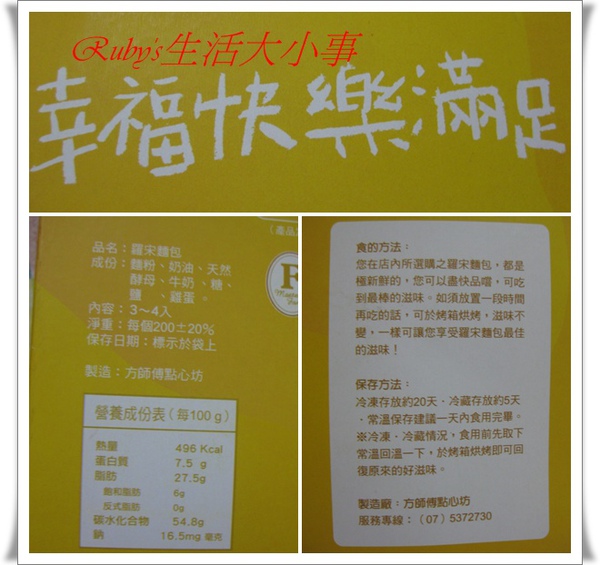 Ruby's生活大小事
幸福快樂滿足
品名：羅宋麵包
成份：麵粉、奶油、天然
酵母、牛奶、糖、
鹽、雞蛋。
內容：3～4入
淨重：每個200±20%
保存日期：標示於袋上
製造：方師傅點心坊
營養成份表（每100g）
熱量 496 Kcal
蛋白質 7.5 g
脂肪 27.5g
飽和脂肪 6g
反式脂肪 0g
碳水化合物 54.8g
鈉 16.5mg 毫克
（產品
F
食的方法：
您在店內所選購之羅宋麵包，都是
極新鮮的，您可以盡快品嚐，可吃
到最棒的滋味。如須放置一段時間
再吃的話，可於烤箱烘烤，滋味不
變，一樣可讓您享受羅宋麵包最佳
的滋味！
保存方法：
冷凍存放約20天、冷藏存放約5天
、常溫保存建議一天內食用完畢。
※冷凍、冷藏情況，食用前先取下
常溫回溫一下，於烤箱烘烤即可回
復原來的好滋味。
製造廠：方師傅點心坊
服務專線：（07）5372730